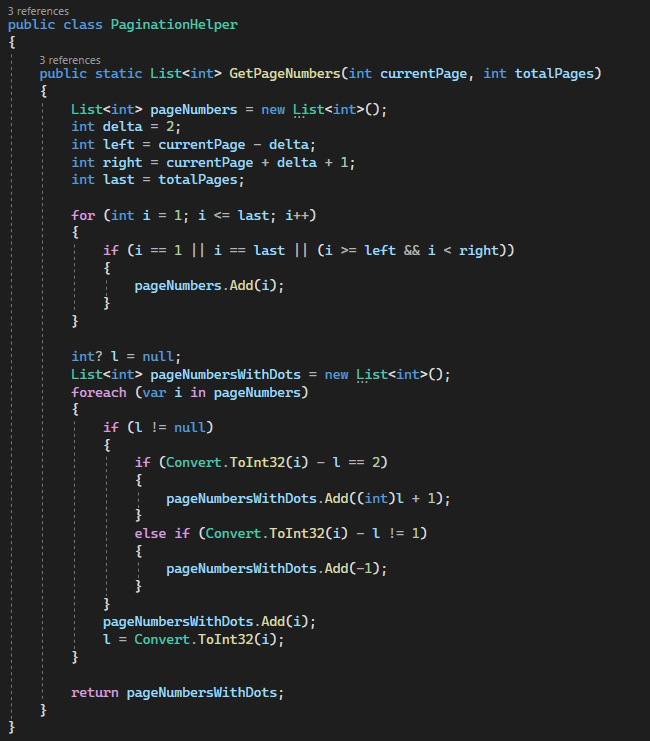 3 references
public class PaginationHelper
{
3 references
public static List<int> GetPageNumbers(int currentPage, int totalPages)
{
List<int> pageNumbers = new List<int>();
int delta = 2;
int left = currentPage - delta;
int right = currentPage + delta + 1;
int last = totalPages;
for (int i = 1; i <= last; i++)
{
if (i == 1 || i == last || (i >= left && i < right))
{
pageNumbers.Add(i);
}
}
int? l = null;
List<int> pageNumbersWithDots = new List<int>();
foreach (var i in pageNumbers)
{
if (l != null)
{
if (Convert.ToInt32(i) - l == 2)
{
pageNumbersWithDots.Add((int)l + 1);
}
else if (Convert.ToInt32(i) - l != 1)
{
pageNumbersWithDots.Add(-1);
}
}
pageNumbersWithDots.Add(i);
l = Convert.ToInt32(i);
}
return pageNumbersWithDots;
}
}